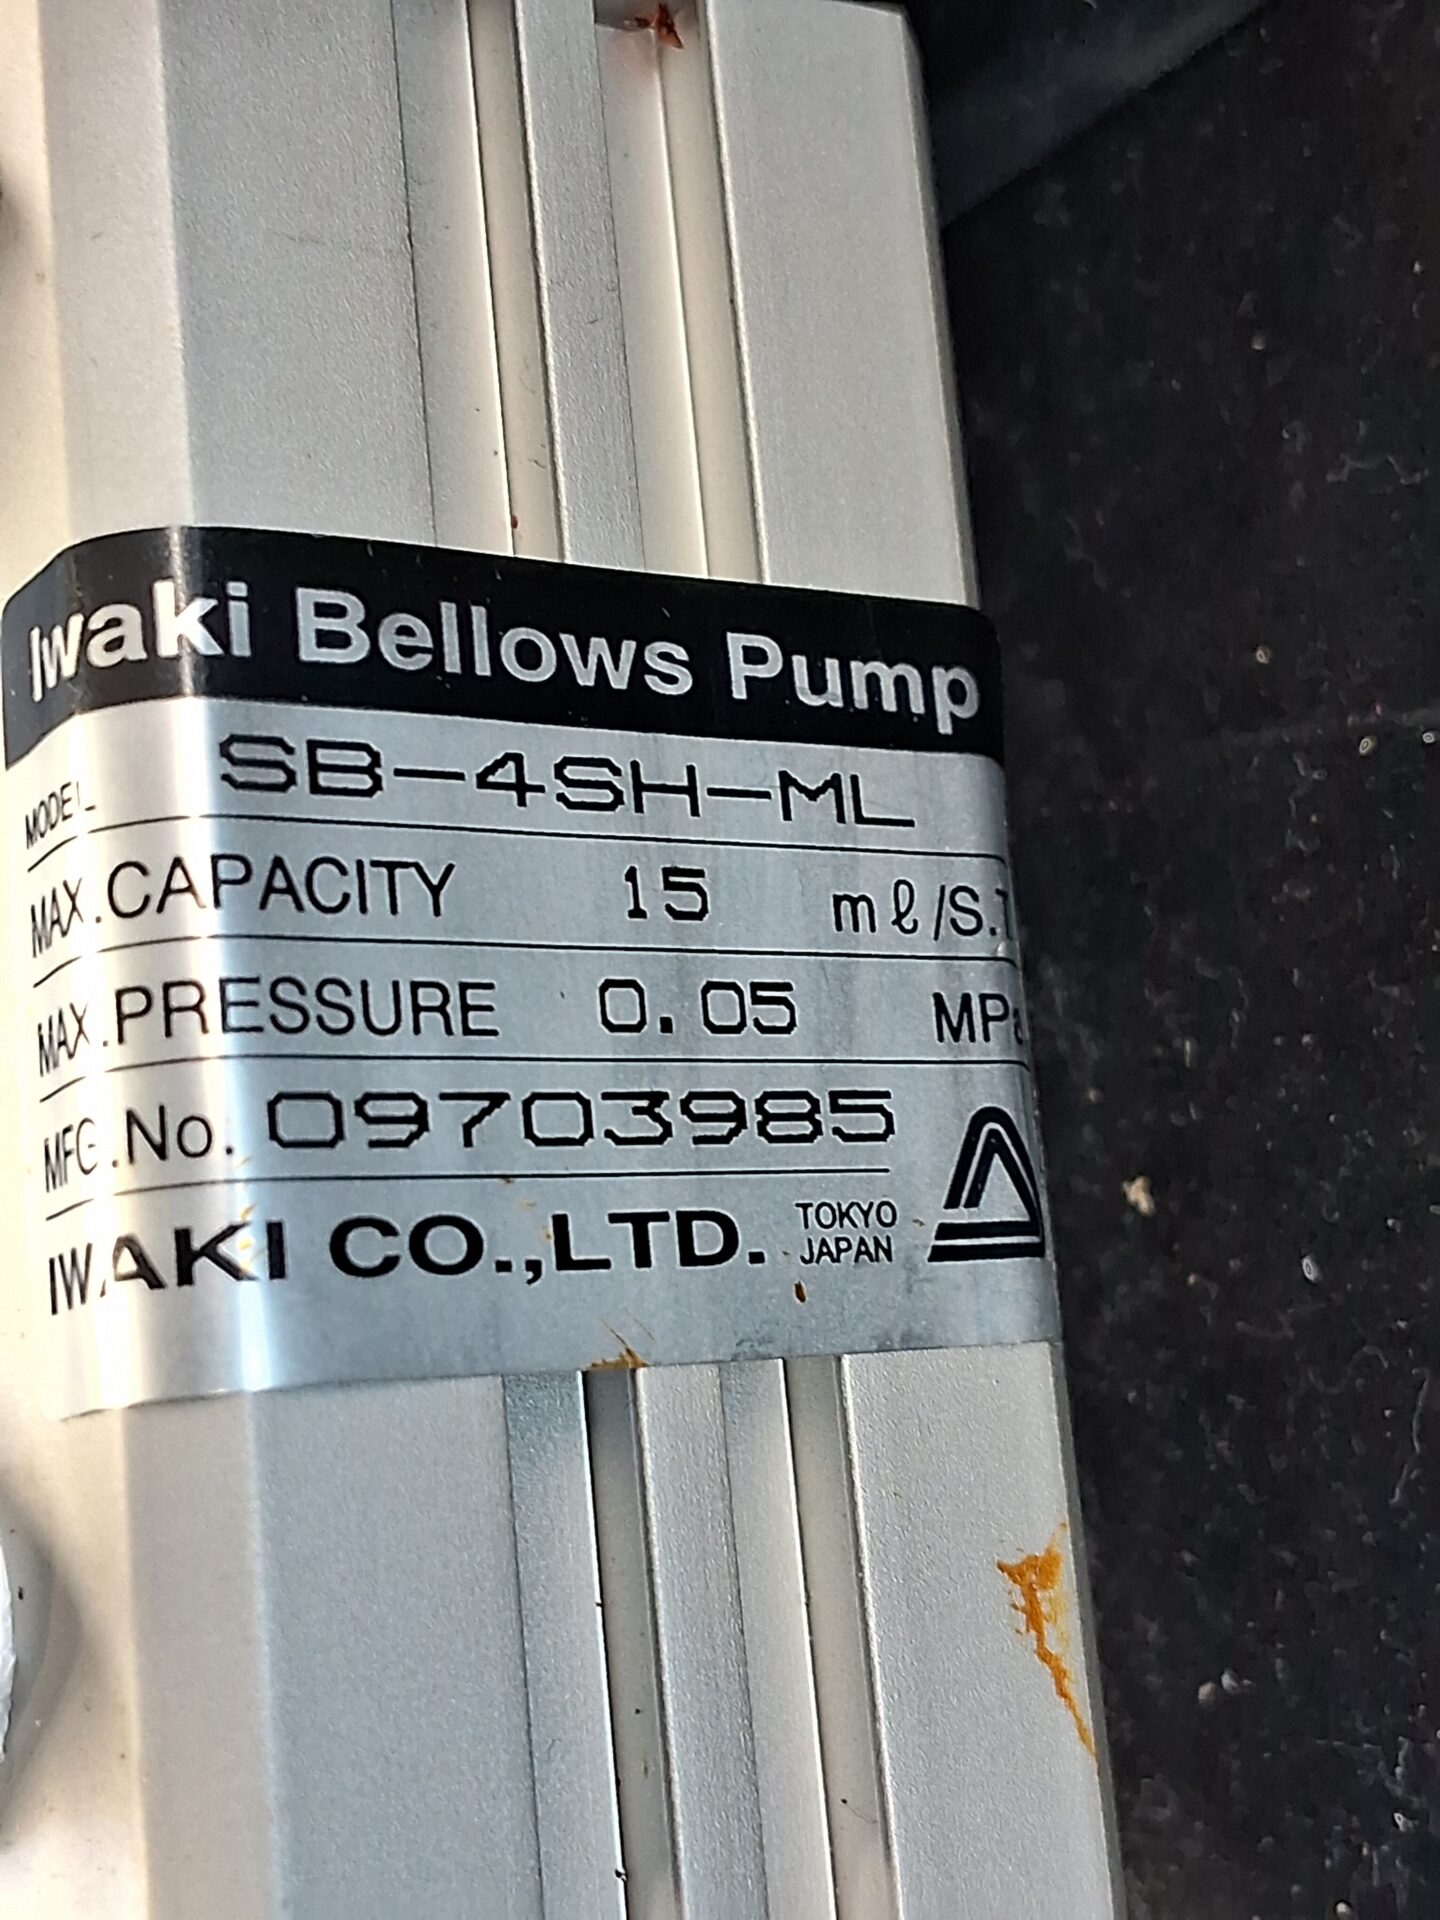 Iwaki Bellows Pump
MODEL SB-4SH-ML
MAX.CAPACITY 15 mℓ/S.T
MAX.PRESSURE 0.05 MPa
MFG.No. 09703985
IWAKI CO.,LTD. TOKYO JAPAN